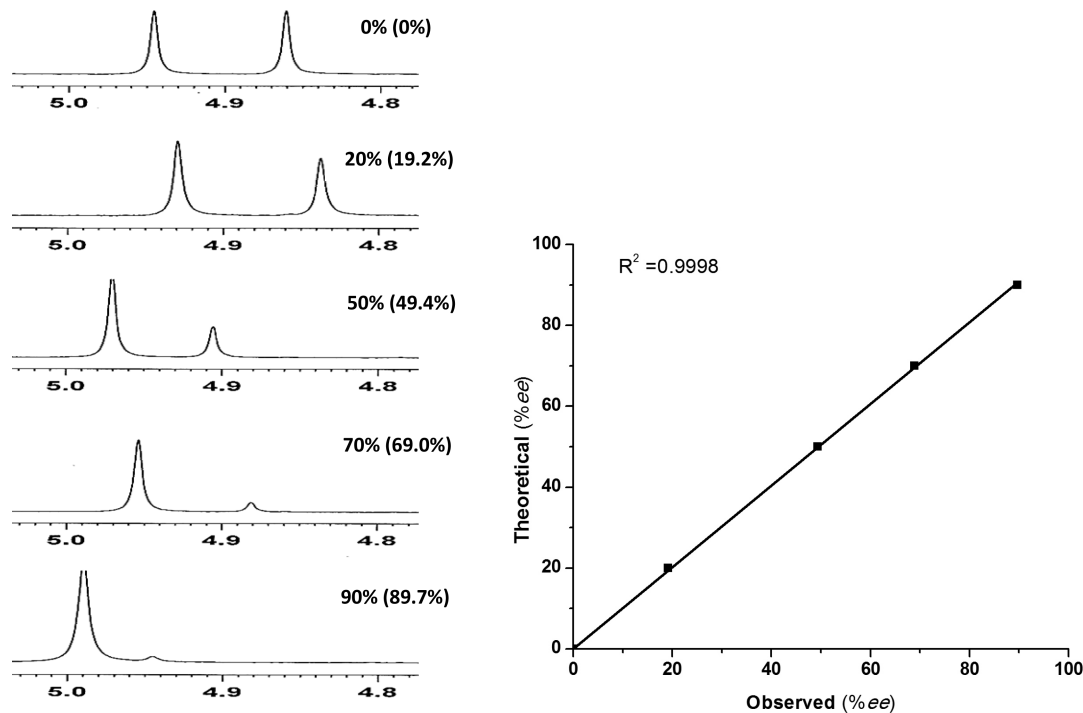 0% (0%)
5.0 4.9 4.8
20% (19.2%)
5.0 4.9 4.8
50% (49.4%)
5.0 4.9 4.8
70% (69.0%)
5.0 4.9 4.8
90% (89.7%)
5.0 4.9 4.8
R² =0.9998
100
80
60
40
20
0
Theoretical (%ee)
0 20 40 60 80 100
Observed (%ee)